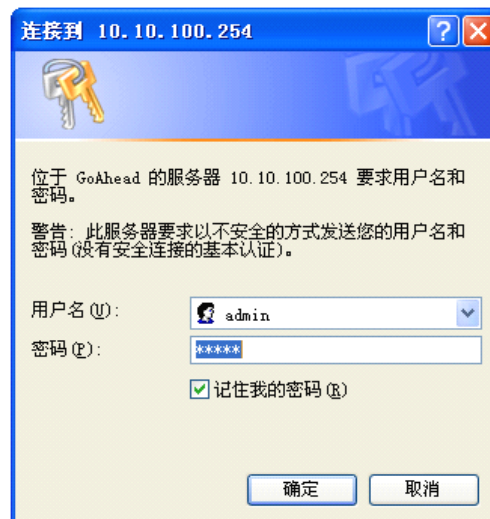 连接到 10.10.100.254
位于 GoAhead 的服务器 10.10.100.254 要求用户名和
密码。
警告: 此服务器要求以不安全的方式发送您的用户名和
密码(没有安全连接的基本认证)。
用户名(U): admin
密码(P): *****
记住我的密码(R)
确定 取消